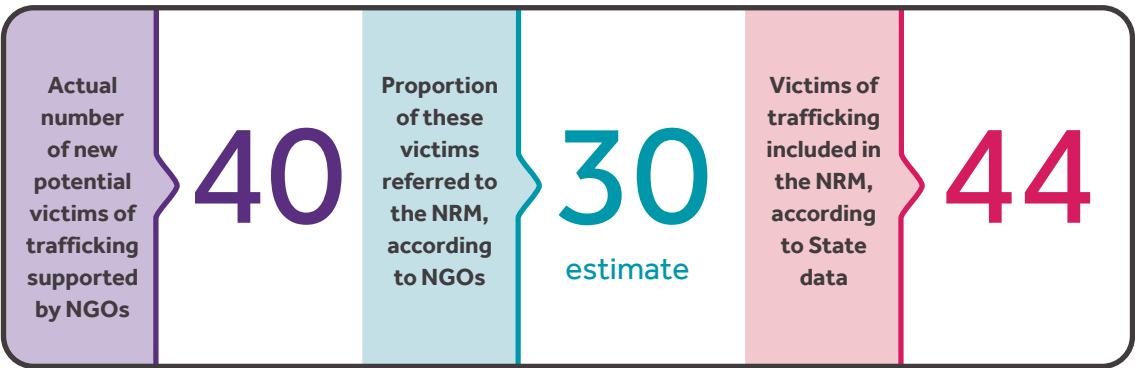 Actual
number
of new
potential
victims of
trafficking
supported
by NGOs
40
Proportion
of these
victims
referred to
the NRM,
according
to NGOs
30
estimate
Victims of
trafficking
included in
the NRM,
according
to State
data
44